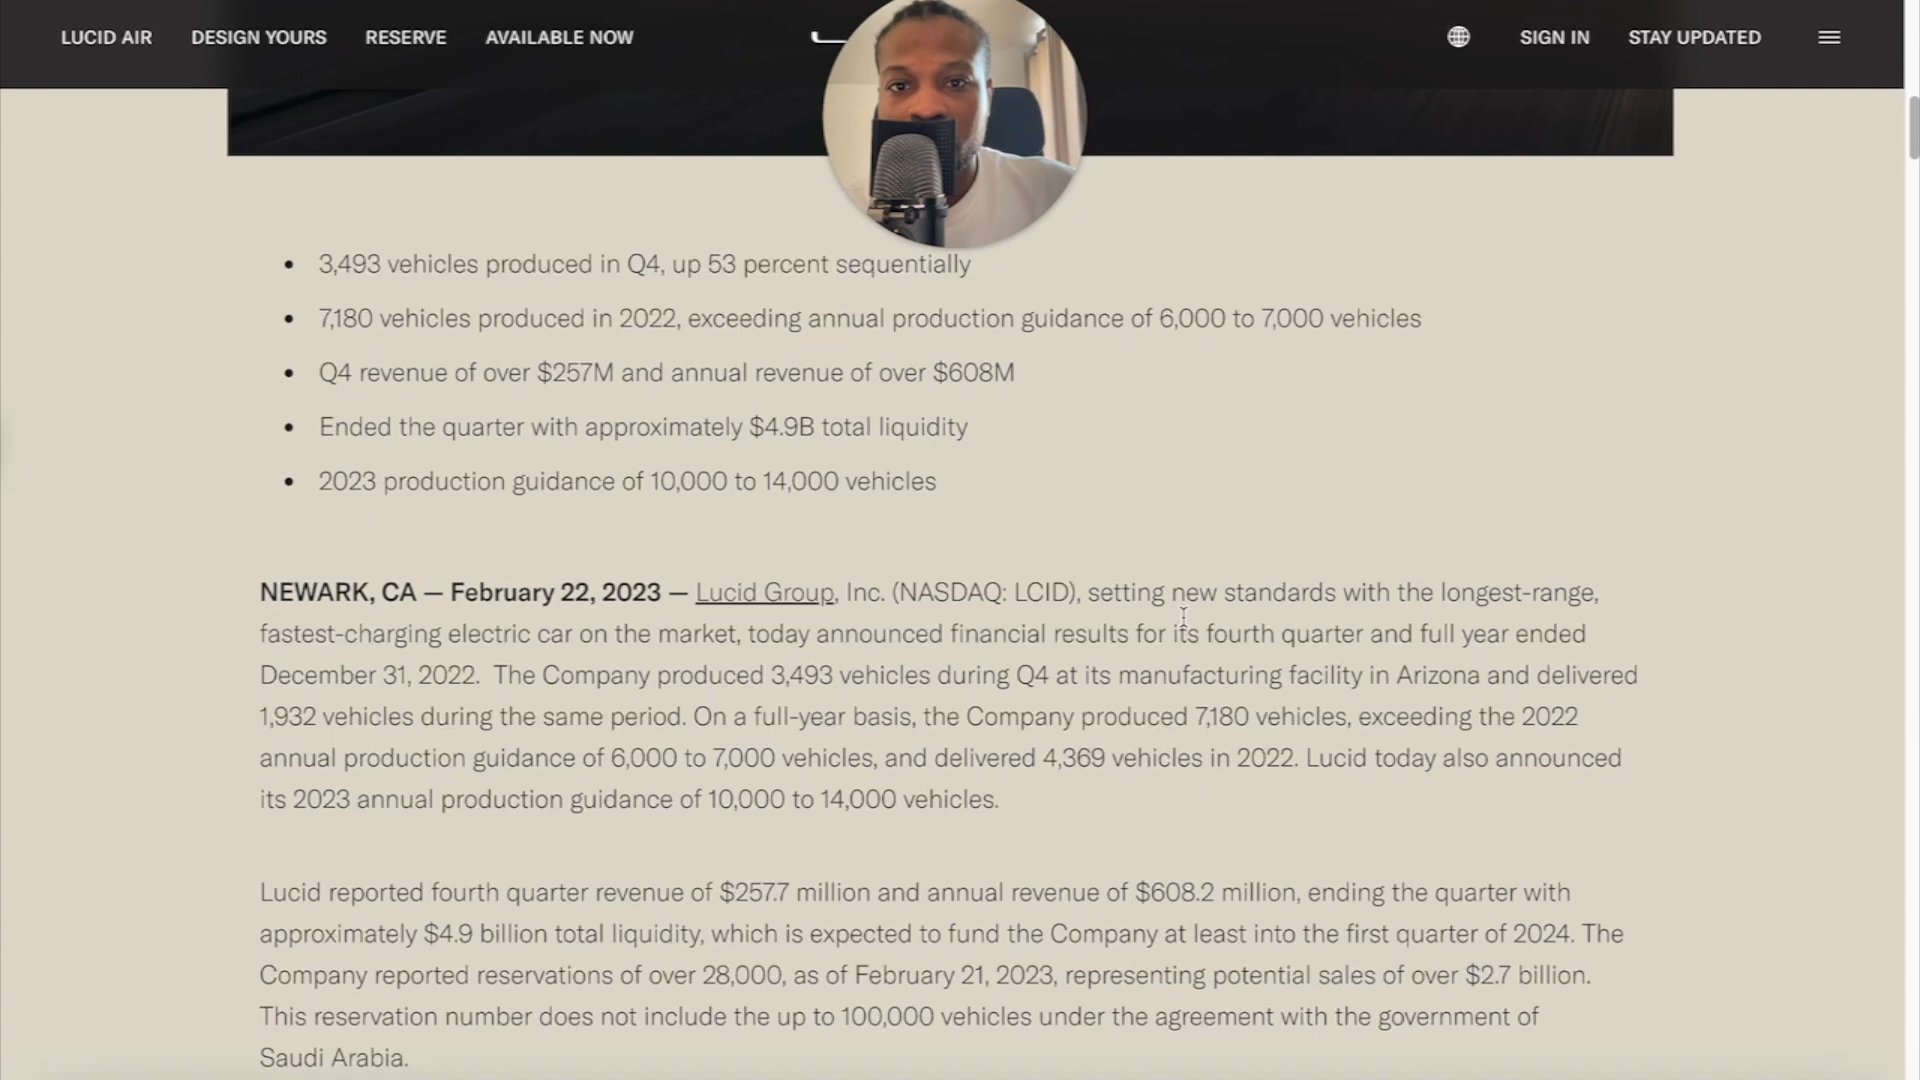 LUCID AIR DESIGN YOURS RESERVE AVAILABLE NOW SIGN IN STAY UPDATED
• 3,493 vehicles produced in Q4, up 53 percent sequentially
• 7,180 vehicles produced in 2022, exceeding annual production guidance of 6,000 to 7,000 vehicles
• Q4 revenue of over $257M and annual revenue of over $608M
• Ended the quarter with approximately $4.9B total liquidity
• 2023 production guidance of 10,000 to 14,000 vehicles
NEWARK, CA — February 22, 2023 — Lucid Group, Inc. (NASDAQ: LCID), setting new standards with the longest-range,
fastest-charging electric car on the market, today announced financial results for its fourth quarter and full year ended
December 31, 2022. The Company produced 3,493 vehicles during Q4 at its manufacturing facility in Arizona and delivered
1,932 vehicles during the same period. On a full-year basis, the Company produced 7,180 vehicles, exceeding the 2022
annual production guidance of 6,000 to 7,000 vehicles, and delivered 4,369 vehicles in 2022. Lucid today also announced
its 2023 annual production guidance of 10,000 to 14,000 vehicles.
Lucid reported fourth quarter revenue of $257.7 million and annual revenue of $608.2 million, ending the quarter with
approximately $4.9 billion total liquidity, which is expected to fund the Company at least into the first quarter of 2024. The
Company reported reservations of over 28,000, as of February 21, 2023, representing potential sales of over $2.7 billion.
This reservation number does not include the up to 100,000 vehicles under the agreement with the government of
Saudi Arabia.